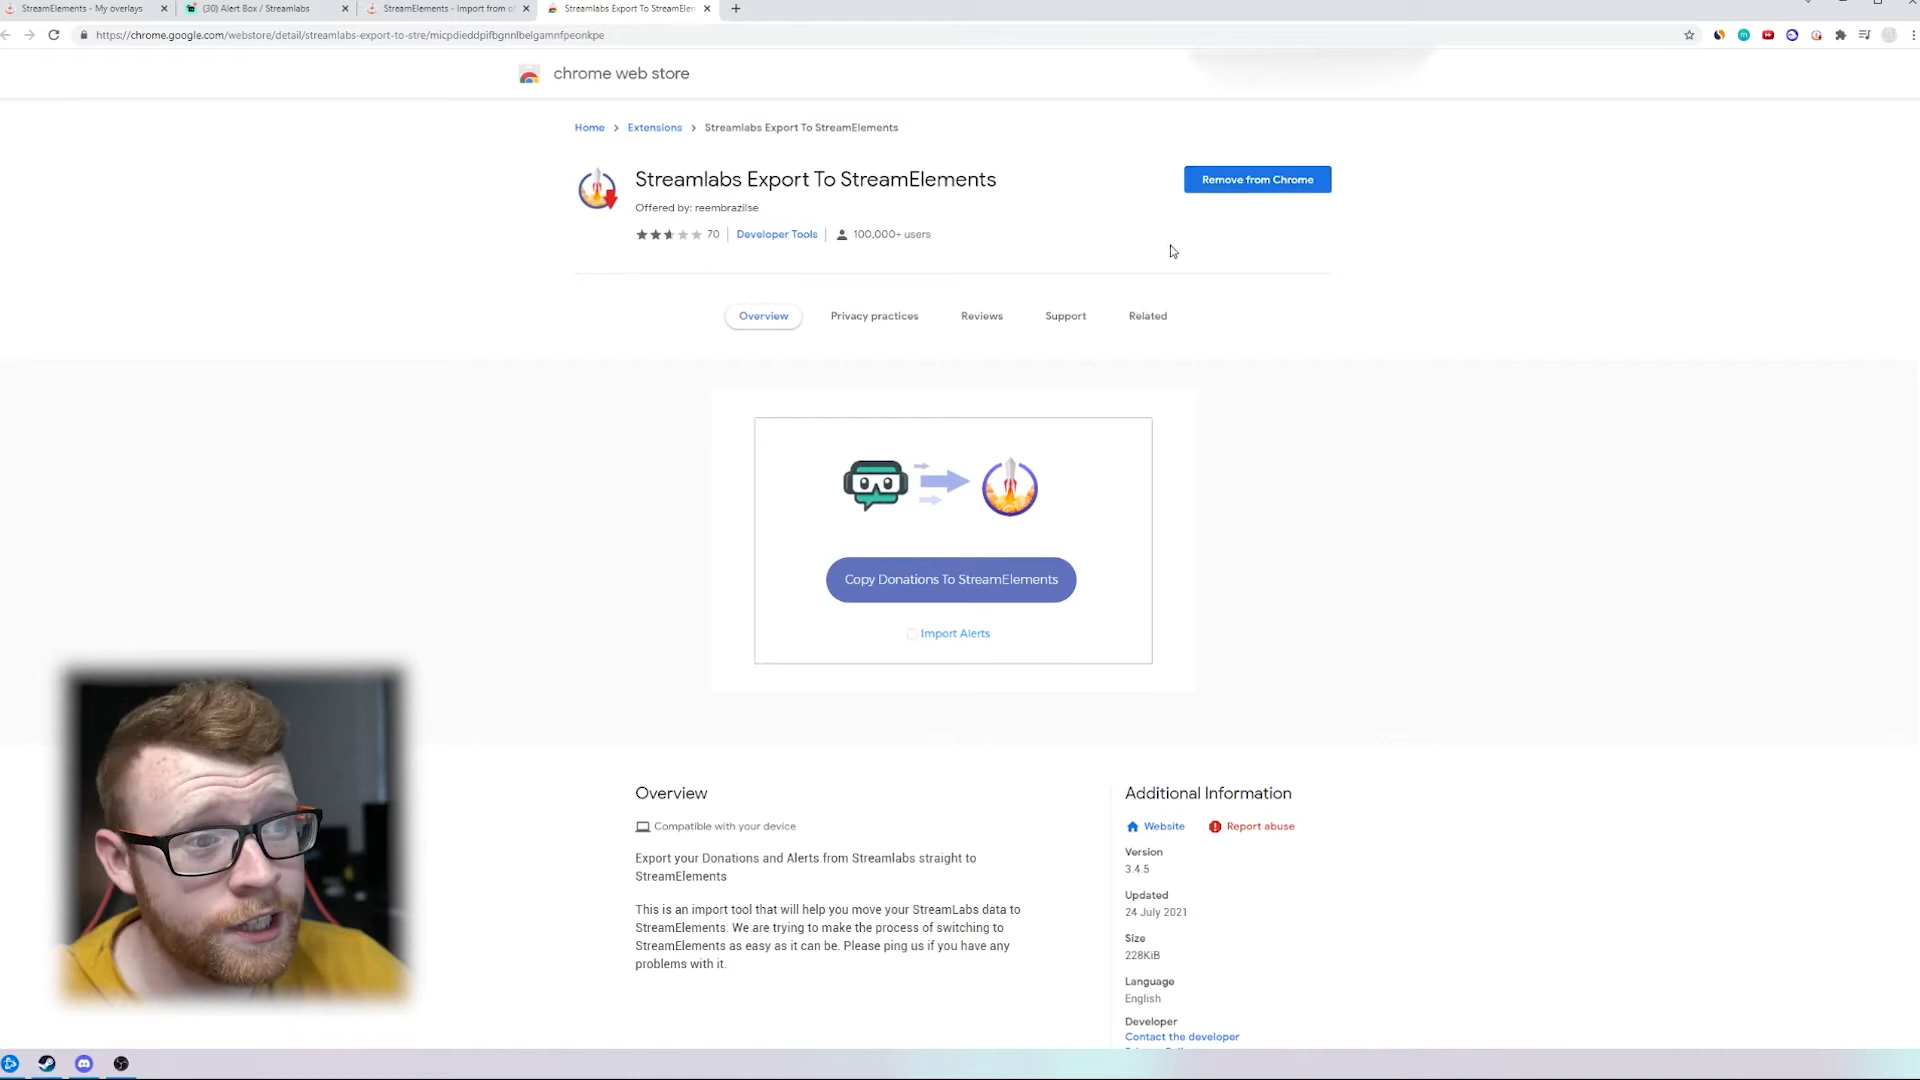 StreamElements - My overlays
(30) Alert Box / Streamlabs
StreamElements - Import from ot
Streamlabs Export To StreamElem
https://chrome.google.com/webstore/detail/streamlabs-export-to-stre/micpdieddpifbgnnlbelgamnfpeonkpe
chrome web store
Home > Extensions > Streamlabs Export To StreamElements
Streamlabs Export To StreamElements
Remove from Chrome
Offered by: reembrazilse
70 | Developer Tools | 100,000+ users
Overview Privacy practices Reviews Support Related
Copy Donations To StreamElements
Import Alerts
Overview
Compatible with your device
Export your Donations and Alerts from Streamlabs straight to
StreamElements
This is an import tool that will help you move your StreamLabs data to
StreamElements. We are trying to make the process of switching to
StreamElements as easy as it can be. Please ping us if you have any
problems with it.
Additional Information
Website Report abuse
Version
3.4.5
Updated
24 July 2021
Size
228KiB
Language
English
Developer
Contact the developer